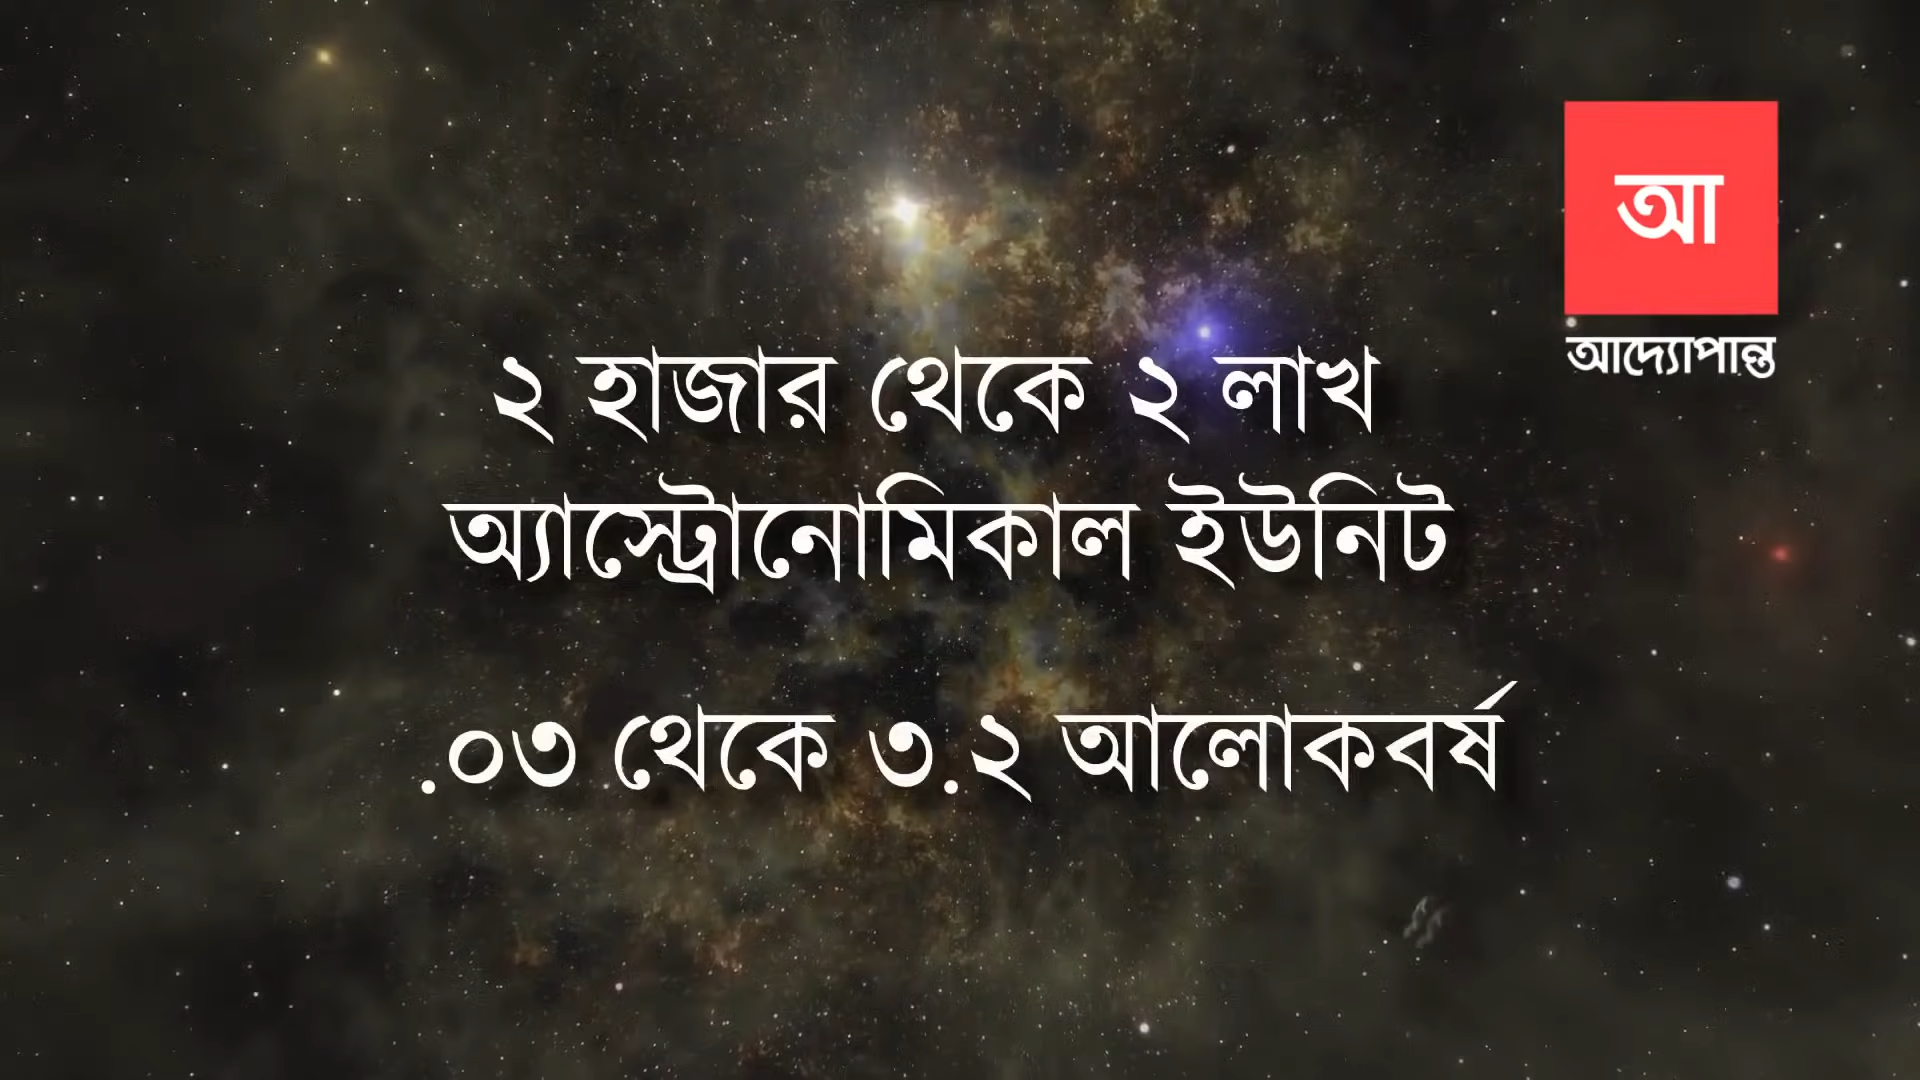 আ
আদ্যোপান্ত
২ হাজার থেকে ২ লাখ
অ্যাস্ট্রোনোমিকাল ইউনিট
.০৩ থেকে ৩.২ আলোকবর্ষ